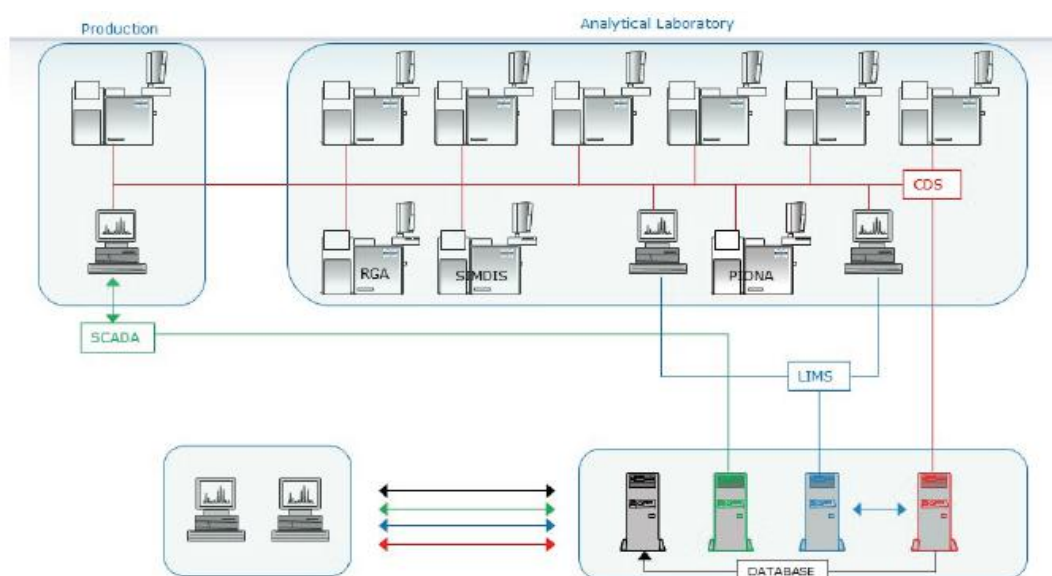 Production
Analytical Laboratory
CDS
RGA
SIMDIS
PIONA
SCADA
LIMS
DATABASE